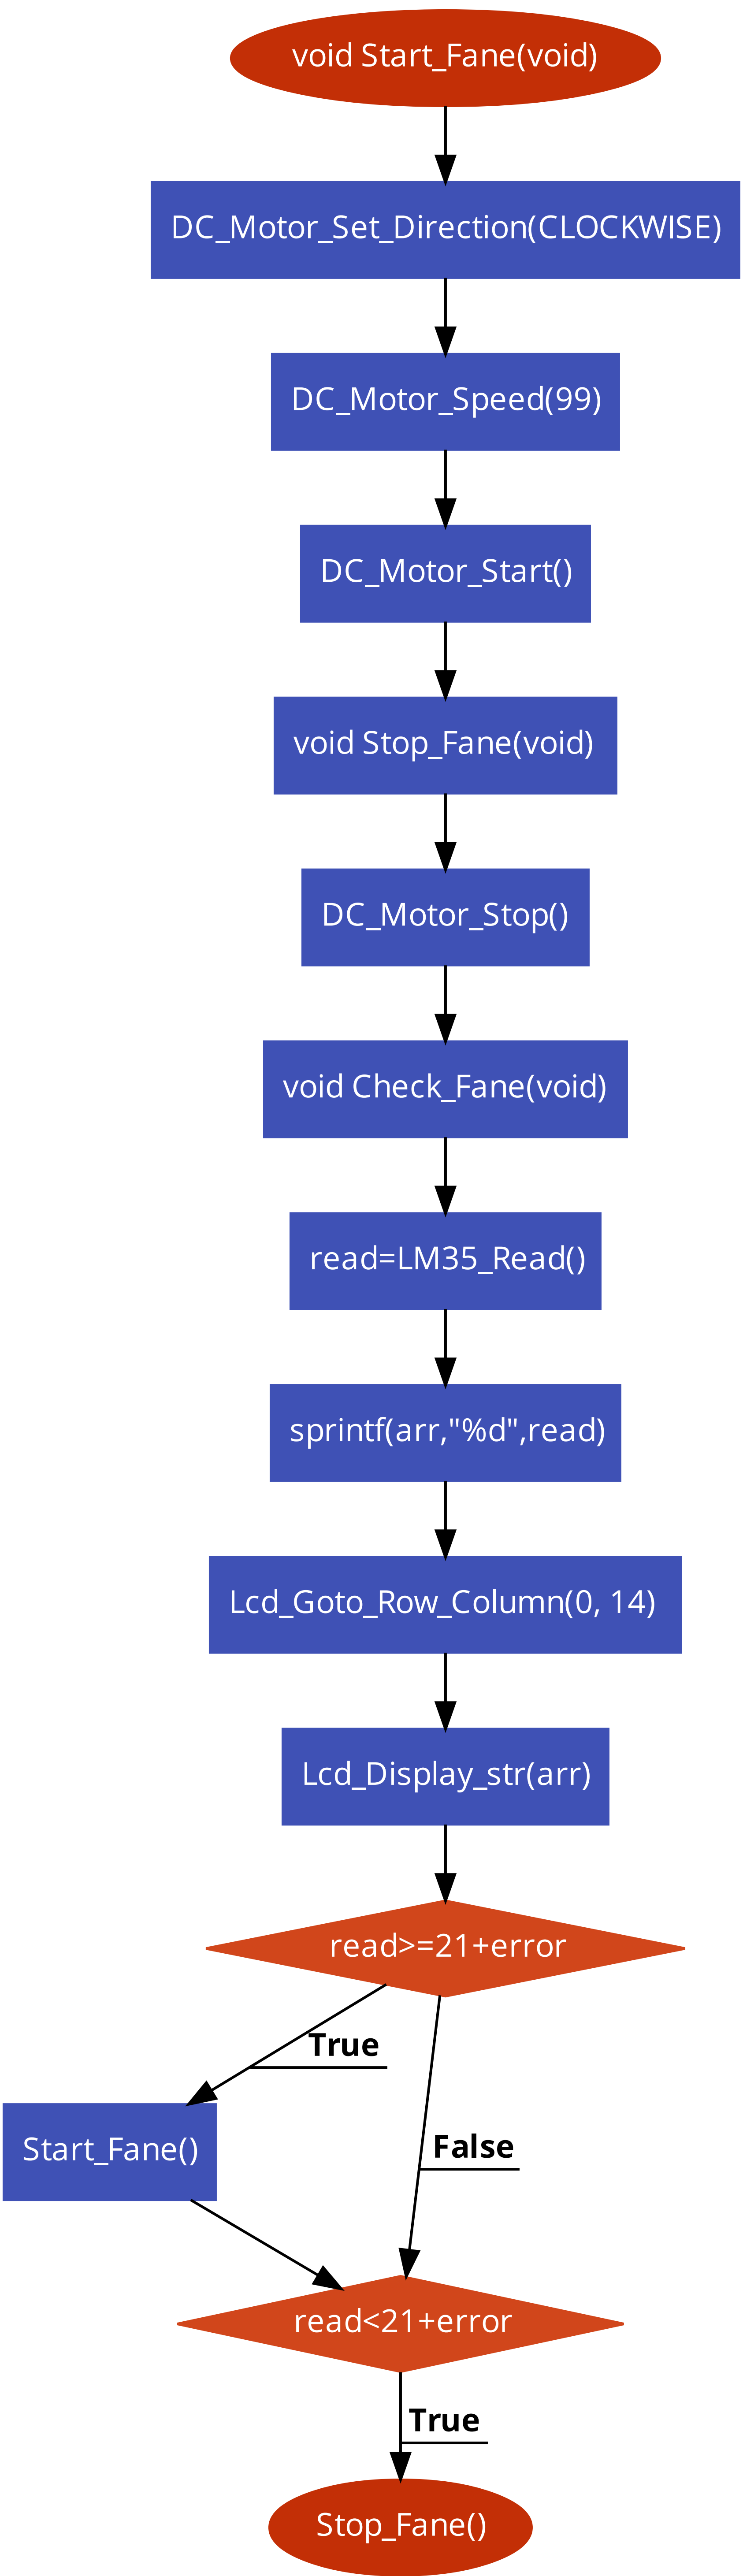 void Start_Fane(void)
DC_Motor_Set_Direction(CLOCKWISE)
DC_Motor_Speed(99)
DC_Motor_Start()
void Stop_Fane(void)
DC_Motor_Stop()
void Check_Fane(void)
read=LM35_Read()
sprintf(arr,"%d",read)
Lcd_Goto_Row_Column(0, 14)
Lcd_Display_str(arr)
read>=21+error
True
False
Start_Fane()
read<21+error
True
Stop_Fane()